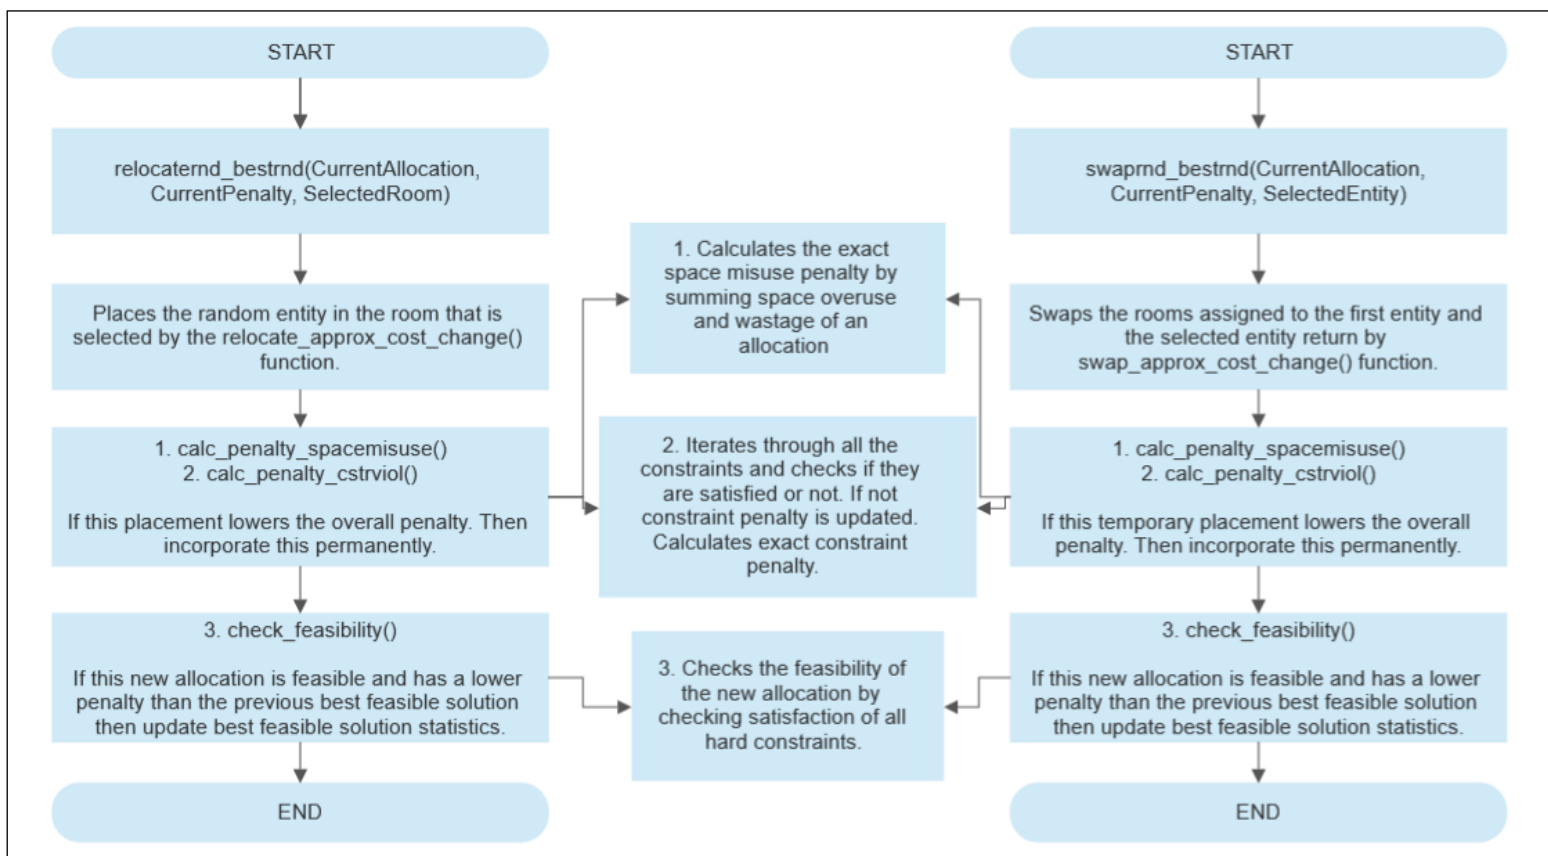 START
relocaternd_bestrnd(CurrentAllocation,
CurrentPenalty, SelectedRoom)
Places the random entity in the room that is
selected by the relocate_approx_cost_change()
function.
1. calc_penalty_spacemisuse()
2. calc_penalty_cstrviol()
If this placement lowers the overall penalty. Then
incorporate this permanently.
3. check_feasibility()
If this new allocation is feasible and has a lower
penalty than the previous best feasible solution
then update best feasible solution statistics.
END
1. Calculates the exact
space misuse penalty by
summing space overuse
and wastage of an
allocation
2. Iterates through all the
constraints and checks if
they are satisfied or not. If not
constraint penalty is updated.
Calculates exact constraint
penalty.
3. Checks the feasibility of
the new allocation by
checking satisfaction of all
hard constraints.
START
swaprnd_bestrnd(CurrentAllocation,
CurrentPenalty, SelectedEntity)
Swaps the rooms assigned to the first entity and
the selected entity return by
swap_approx_cost_change() function.
1. calc_penalty_spacemisuse()
2. calc_penalty_cstrviol()
If this temporary placement lowers the overall
penalty. Then incorporate this permanently.
3. check_feasibility()
If this new allocation is feasible and has a lower
penalty than the previous best feasible solution
then update best feasible solution statistics.
END